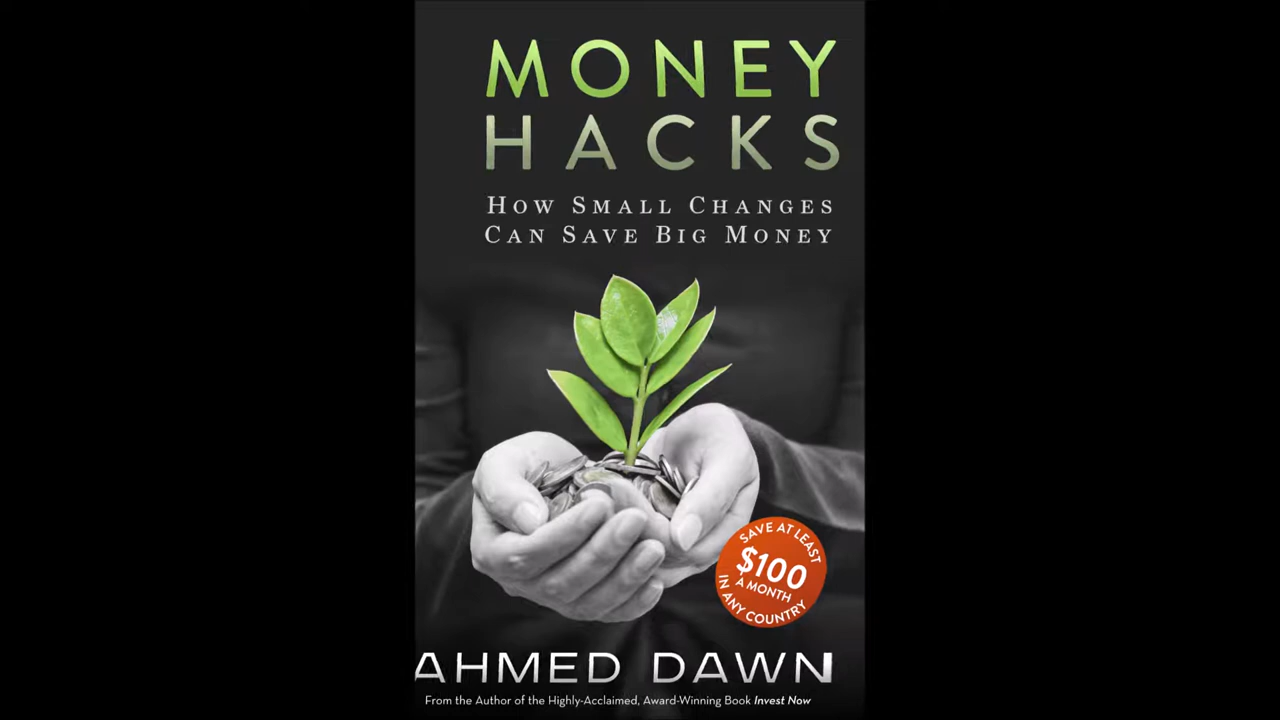 MONEY
HACKS
HOW SMALL CHANGES
CAN SAVE BIG MONEY
SAVE AT LEAST
$100
A MONTH
IN ANY COUNTRY
AHMED DAWN
From the Author of the Highly-Acclaimed, Award-Winning Book Invest Now